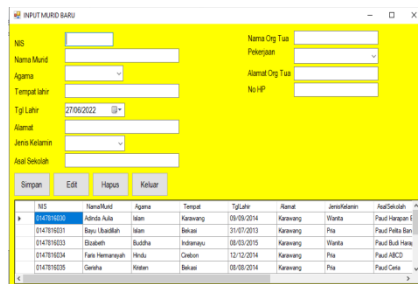 INPUT MURID BARU
NIS
Nama Murid
Agama
Tempat lahir
Tgl Lahir 27/06/2022
Alamat
Jenis Kelamin
Asal Sekolah
Nama Org Tua
Pekerjaan
Alamat Org Tua
No HP
Simpan Edit Hapus Keluar
NIS NamaMurid Agama Tempat TglLahir Alamat JenisKelamin AsalSekolah
0147816030 Adinda Aulia Islam Karawang 09/09/2014 Karawang Wanita Paud Harapan
0147816031 Bayu Ubaidilah Islam Bekasi 31/07/2013 Karawang Pria Paud Pelita Ban
0147816033 Elizabeth Buddha Indramayu 08/03/2015 Karawang Wanita Paud Budi Harap
0147816034 Faris Hermansyah Hindu Cirebon 12/12/2014 Karawang Pria Paud ABCD
0147816035 Genisha Kristen Bekasi 08/08/2014 Karawang Pria Paud Ceria